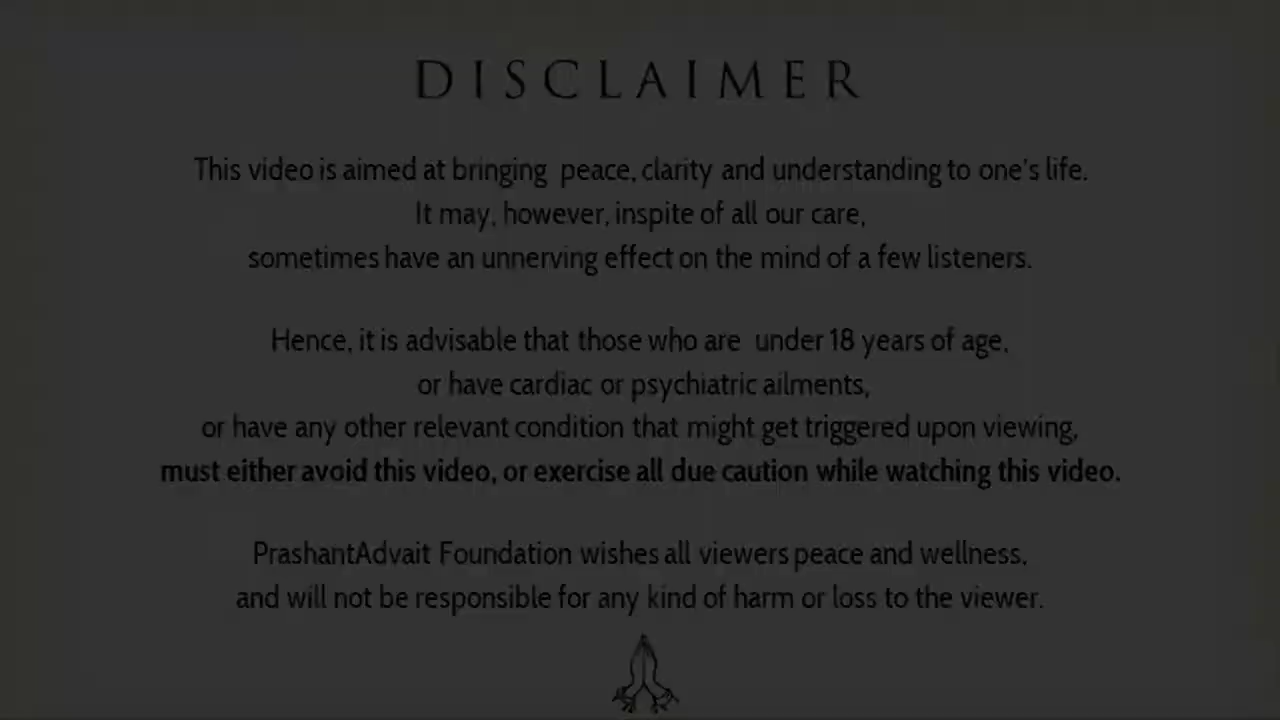 DISCLAIMER
This video is aimed at bringing peace, clarity and understanding to one's life.
It may, however, inspite of all our care,
sometimes have an unnerving effect on the mind of a few listeners.
Hence, it is advisable that those who are under 18 years of age,
or have cardiac or psychiatric ailments,
or have any other relevant condition that might get triggered upon viewing,
must either avoid this video, or exercise all due caution while watching this video.
PrashantAdvait Foundation wishes all viewers peace and wellness,
and will not be responsible for any kind of harm or loss to the viewer.